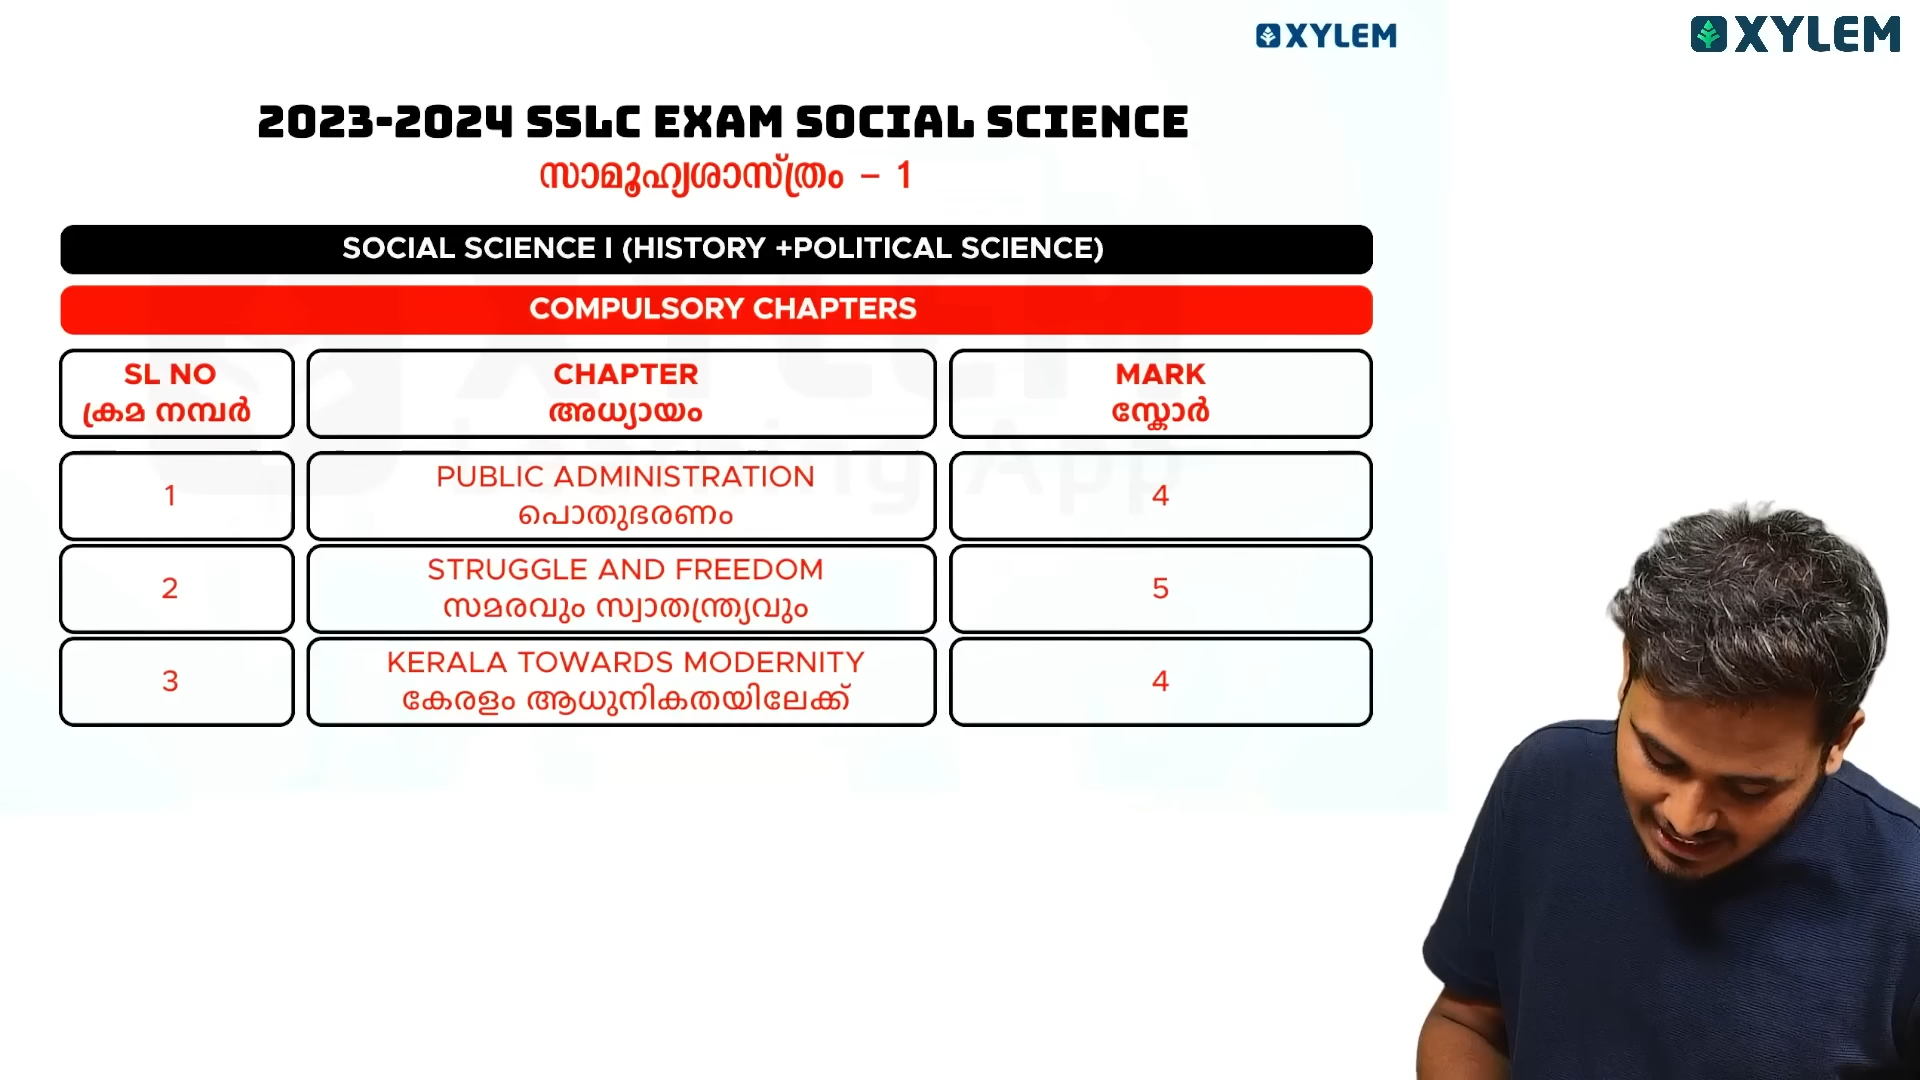 XYLEM
XYLEM
2023-2024 SSLC EXAM SOCIAL SCIENCE
സാമൂഹ്യശാസ്ത്രം – 1
SOCIAL SCIENCE I (HISTORY +POLITICAL SCIENCE)
COMPULSORY CHAPTERS
SL NO
ക്രമ നമ്പർ
CHAPTER
അധ്യായം
MARK
സ്കോർ
1
PUBLIC ADMINISTRATION
പൊതുഭരണം
4
2
STRUGGLE AND FREEDOM
സമരവും സ്വാതന്ത്ര്യവും
5
3
KERALA TOWARDS MODERNITY
കേരളം ആധുനികതയിലേക്ക്
4